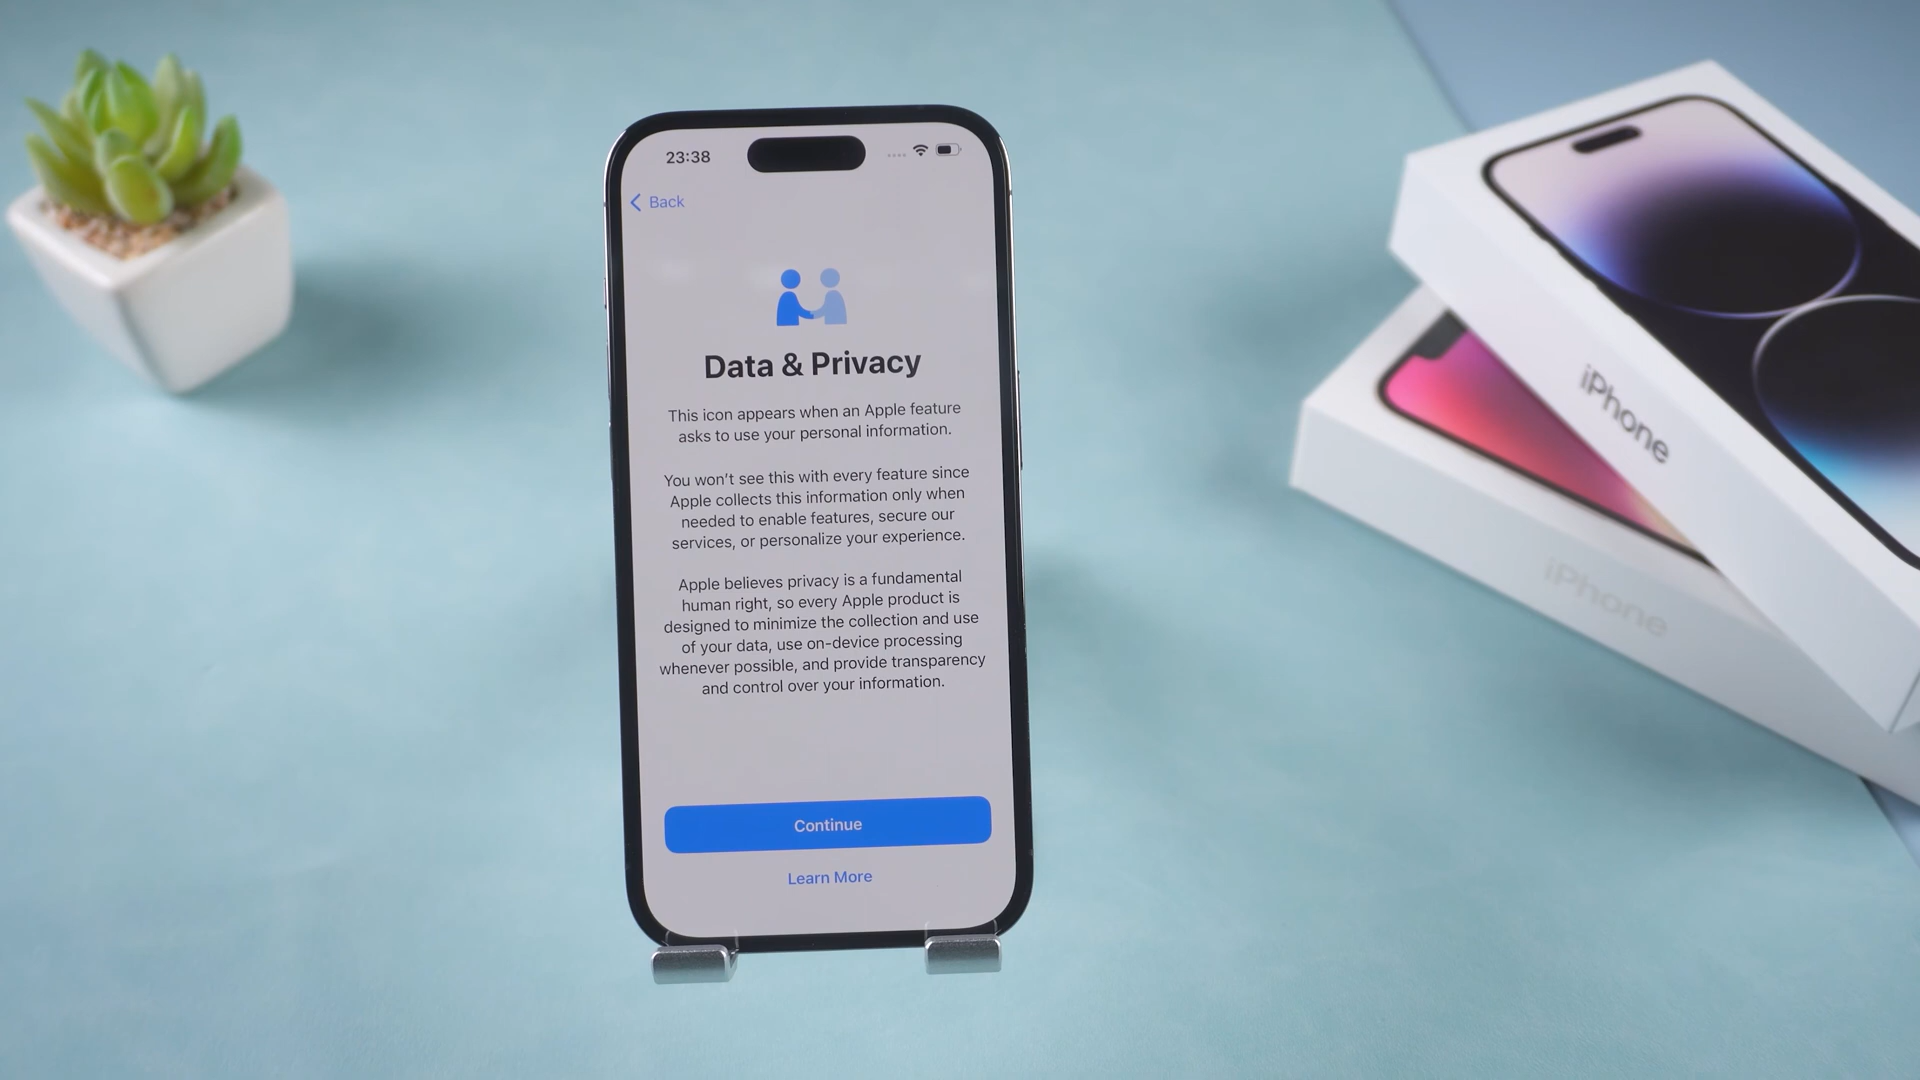 23:38
Back
Data & Privacy
This icon appears when an Apple feature
asks to use your personal information.
You won’t see this with every feature since
Apple collects this information only when
needed to enable features, secure our
services, or personalize your experience.
Apple believes privacy is a fundamental
human right, so every Apple product is
designed to minimize the collection and use
of your data, use on-device processing
whenever possible, and provide transparency
and control over your information.
Continue
Learn More
iPhone
iPhone